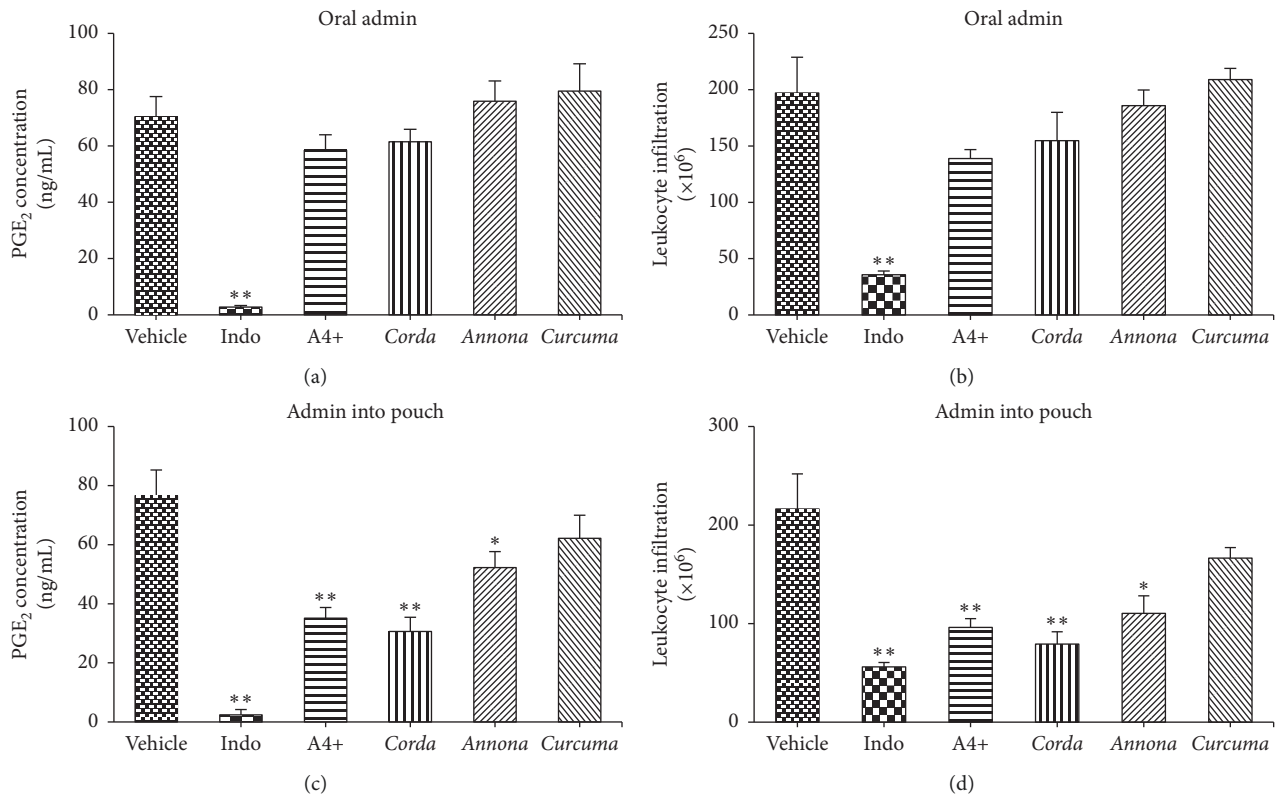 Oral admin
PGE₂ concentration
(ng/mL)
100
80
60
40
20
0
**
Vehicle Indo A4+ Corda Annona Curcuma
(a)
Oral admin
Leukocyte infiltration
(×10⁶)
250
200
150
100
50
0
**
Vehicle Indo A4+ Corda Annona Curcuma
(b)
Admin into pouch
PGE₂ concentration
(ng/mL)
100
80
60
40
20
0
** ** ** *
Vehicle Indo A4+ Corda Annona Curcuma
(c)
Admin into pouch
Leukocyte infiltration
(×10⁶)
300
200
100
0
** ** ** *
Vehicle Indo A4+ Corda Annona Curcuma
(d)